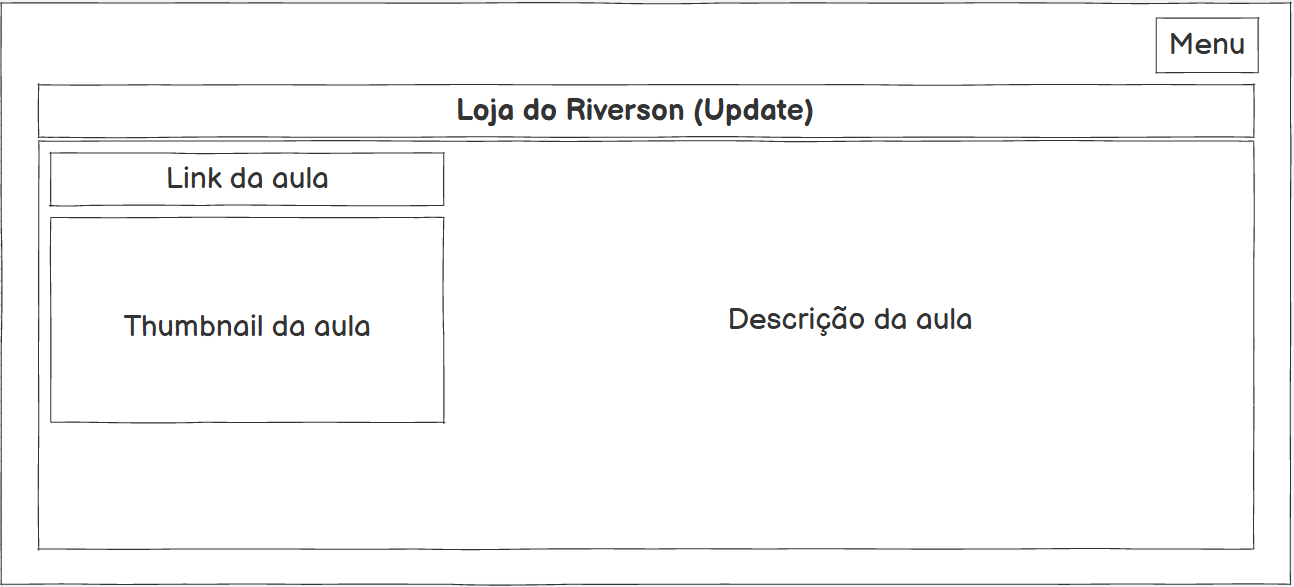 Menu
Loja do Riverson (Update)
Link da aula
Thumbnail da aula
Descrição da aula